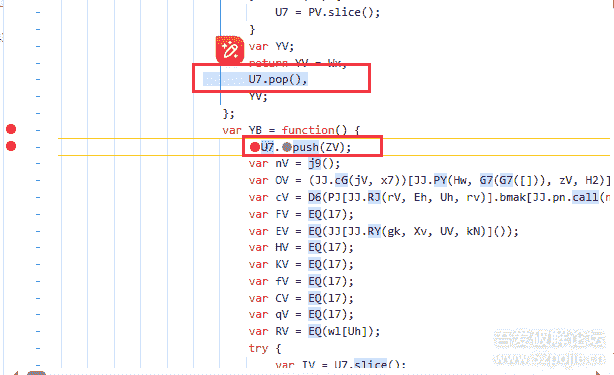 U7 = PV.slice();
}
var YV;
return YV = Wx,
U7.pop(),
YV;
};
var YB = function() {
U7.push(ZV);
var nV = j9();
var OV = (JJ.cG(jV, x7))[JJ.PY(Hw, G7(G7([])), zV, H2)]
var cV = D6(PJ[JJ.RJ(rV, Eh, Uh, rv)].bmak[JJ.pn.call(n
var FV = EQ(17);
var EV = EQ(JJ[JJ.RY(gk, Xv, UV, kN)]());
var HV = EQ(17);
var KV = EQ(17);
var fV = EQ(17);
var CV = EQ(17);
var qV = EQ(17);
var RV = EQ(wl[Uh]);
try {
var IV = U7.slice();
吾爱破解论坛
www.szpojie.cn